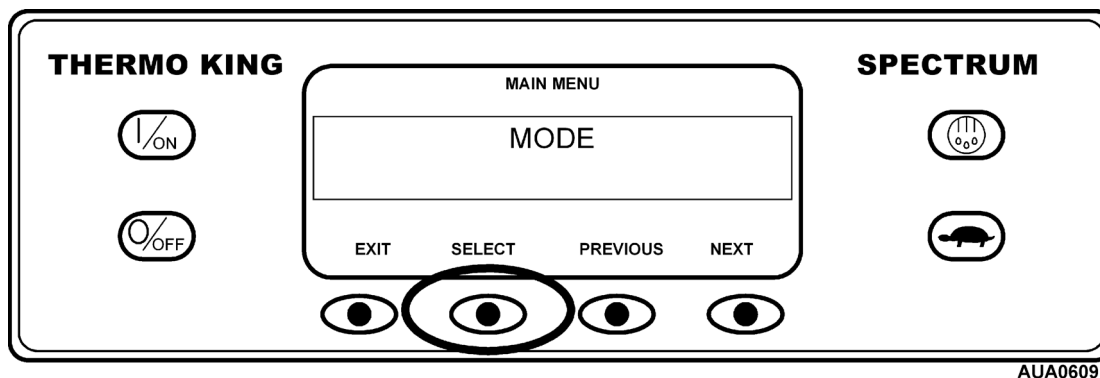 THERMO KING
SPECTRUM
MAIN MENU
MODE
I/ON
O/OFF
EXIT SELECT PREVIOUS NEXT
AUA0609